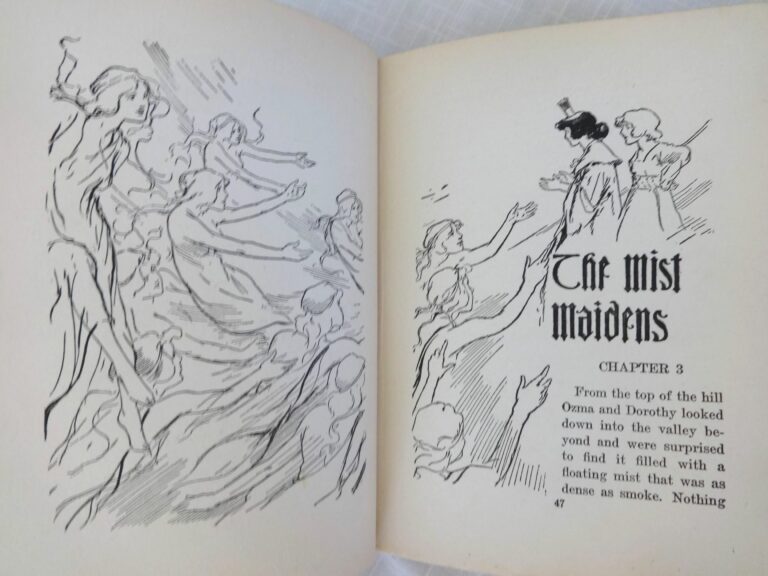 The Mist
Maidens
CHAPTER 3
From the top of the hill
Ozma and Dorothy looked
down into the valley be-
yond and were surprised
to find it filled with a
floating mist that was as
dense as smoke. Nothing
47